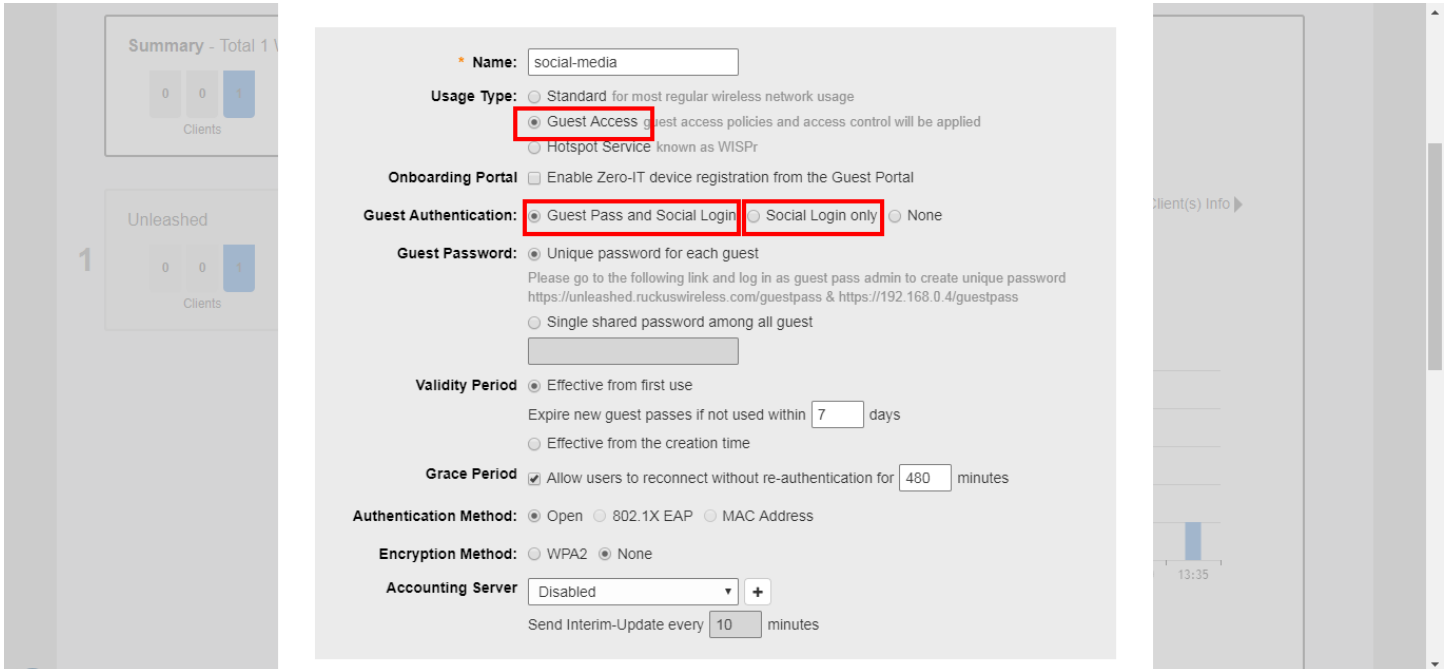 Summary - Total 1
0 0 1
Clients
Unleashed
1
0 0 1
Clients
* Name: social-media
Usage Type: Standard for most regular wireless network usage
Guest Access guest access policies and access control will be applied
Hotspot Service known as WISPr
Onboarding Portal Enable Zero-IT device registration from the Guest Portal
Guest Authentication: Guest Pass and Social Login Social Login only None
Guest Password: Unique password for each guest
Please go to the following link and log in as guest pass admin to create unique password
https://unleashed.ruckuswireless.com/guestpass & https://192.168.0.4/guestpass
Single shared password among all guest
Validity Period Effective from first use
Expire new guest passes if not used within 7 days
Effective from the creation time
Grace Period Allow users to reconnect without re-authentication for 480 minutes
Authentication Method: Open 802.1X EAP MAC Address
Encryption Method: WPA2 None
Accounting Server Disabled +
Send Interim-Update every 10 minutes
Client(s) Info
13:35